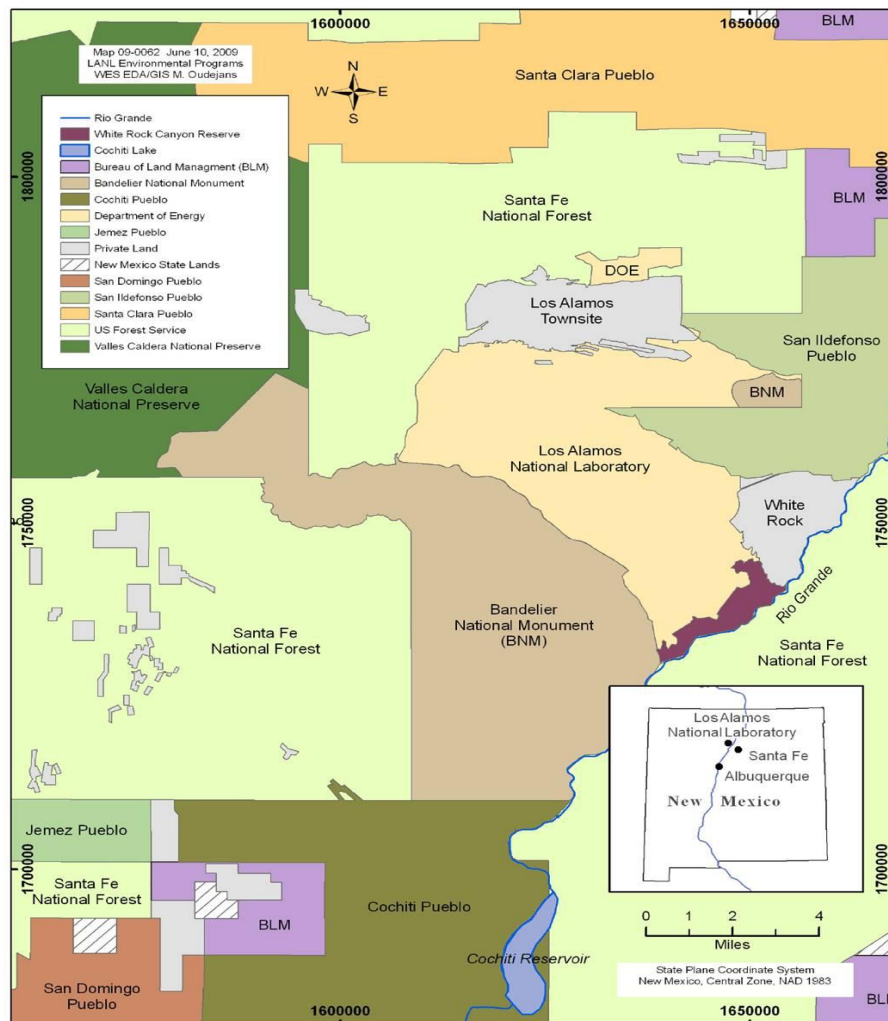 1600000
1650000
BLM
Map 09-0062 June 10, 2009
LANL Environmental Programs
WES EDA/GIS M. Oudejans
N
W E
S
Santa Clara Pueblo
Rio Grande
White Rock Canyon Reserve
Cochiti Lake
Bureau of Land Managment (BLM)
Bandelier National Monument
Cochiti Pueblo
Department of Energy
Jemez Pueblo
Private Land
New Mexico State Lands
San Domingo Pueblo
San Ildefonso Pueblo
Santa Clara Pueblo
US Forest Service
Valles Caldera National Preserve
1800000
1800000
Santa Fe
National Forest
BLM
DOE
Los Alamos
Townsite
San Ildefonso
Pueblo
Valles Caldera
National Preserve
BNM
Los Alamos
National Laboratory
White
Rock
1750000
1750000
Rio Grande
Bandelier
National Monument
(BNM)
Santa Fe
National Forest
Santa Fe
National Forest
Los Alamos
National Laboratory
Santa Fe
Albuquerque
New Mexico
Jemez Pueblo
1700000
Santa Fe
National Forest
Cochiti Pueblo
BLM
0 2 4
Miles
Cochiti Reservoir
State Plane Coordinate System
New Mexico, Central Zone, NAD 1983
San Domingo
Pueblo
BLM
1600000
1650000